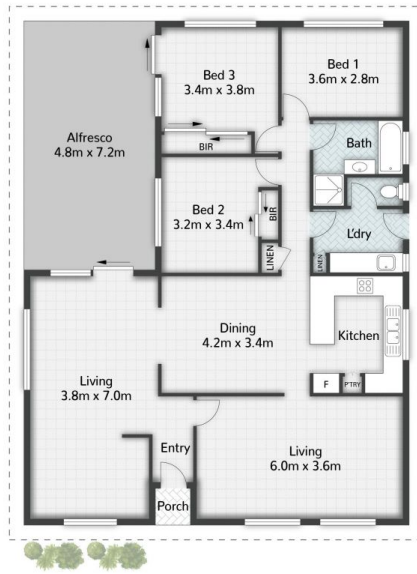 Bed 1
3.6m x 2.8m
Bed 3
3.4m x 3.8m
Alfresco
4.8m x 7.2m
Bath
BIR
Bed 2
3.2m x 3.4m
BIR
LINEN
L'dry
LINEN
Dining
4.2m x 3.4m
Kitchen
F
P'TRY
Living
3.8m x 7.0m
Entry
Living
6.0m x 3.6m
Porch